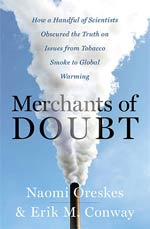 How a Handful of Scientists
Obscured the Truth on
Issues from Tobacco
Smoke to Global
Warming
Merchants of
DOUBT
Naomi Oreskes
& Erik M. Conway